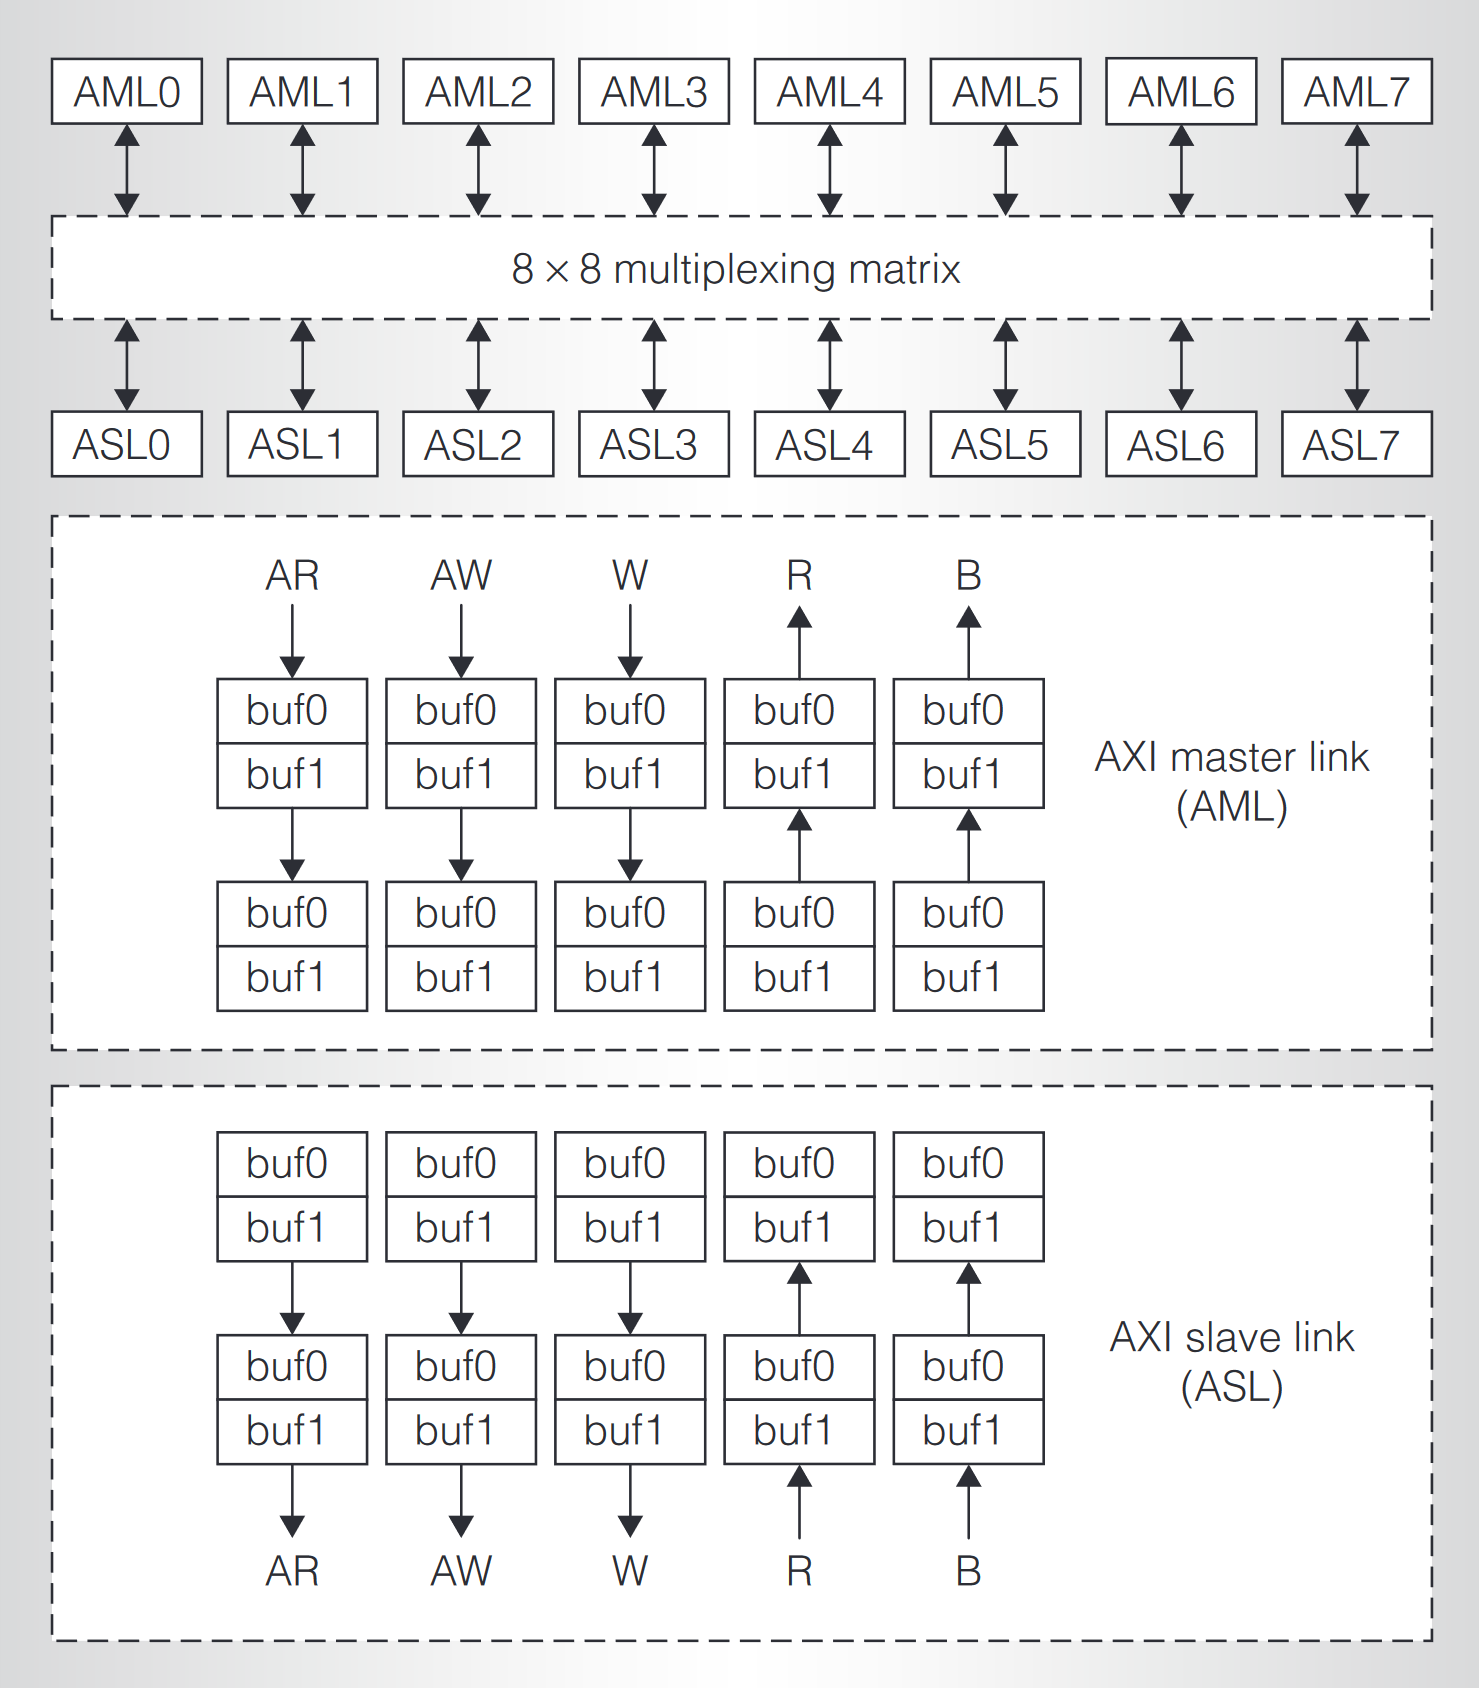 AML0 AML1 AML2 AML3 AML4 AML5 AML6 AML7
8 × 8 multiplexing matrix
ASL0 ASL1 ASL2 ASL3 ASL4 ASL5 ASL6 ASL7
AR AW W R B
buf0 buf0 buf0 buf0 buf0
buf1 buf1 buf1 buf1 buf1
AXI master link
(AML)
buf0 buf0 buf0 buf0 buf0
buf1 buf1 buf1 buf1 buf1
buf0 buf0 buf0 buf0 buf0
buf1 buf1 buf1 buf1 buf1
AXI slave link
(ASL)
buf0 buf0 buf0 buf0 buf0
buf1 buf1 buf1 buf1 buf1
AR AW W R B